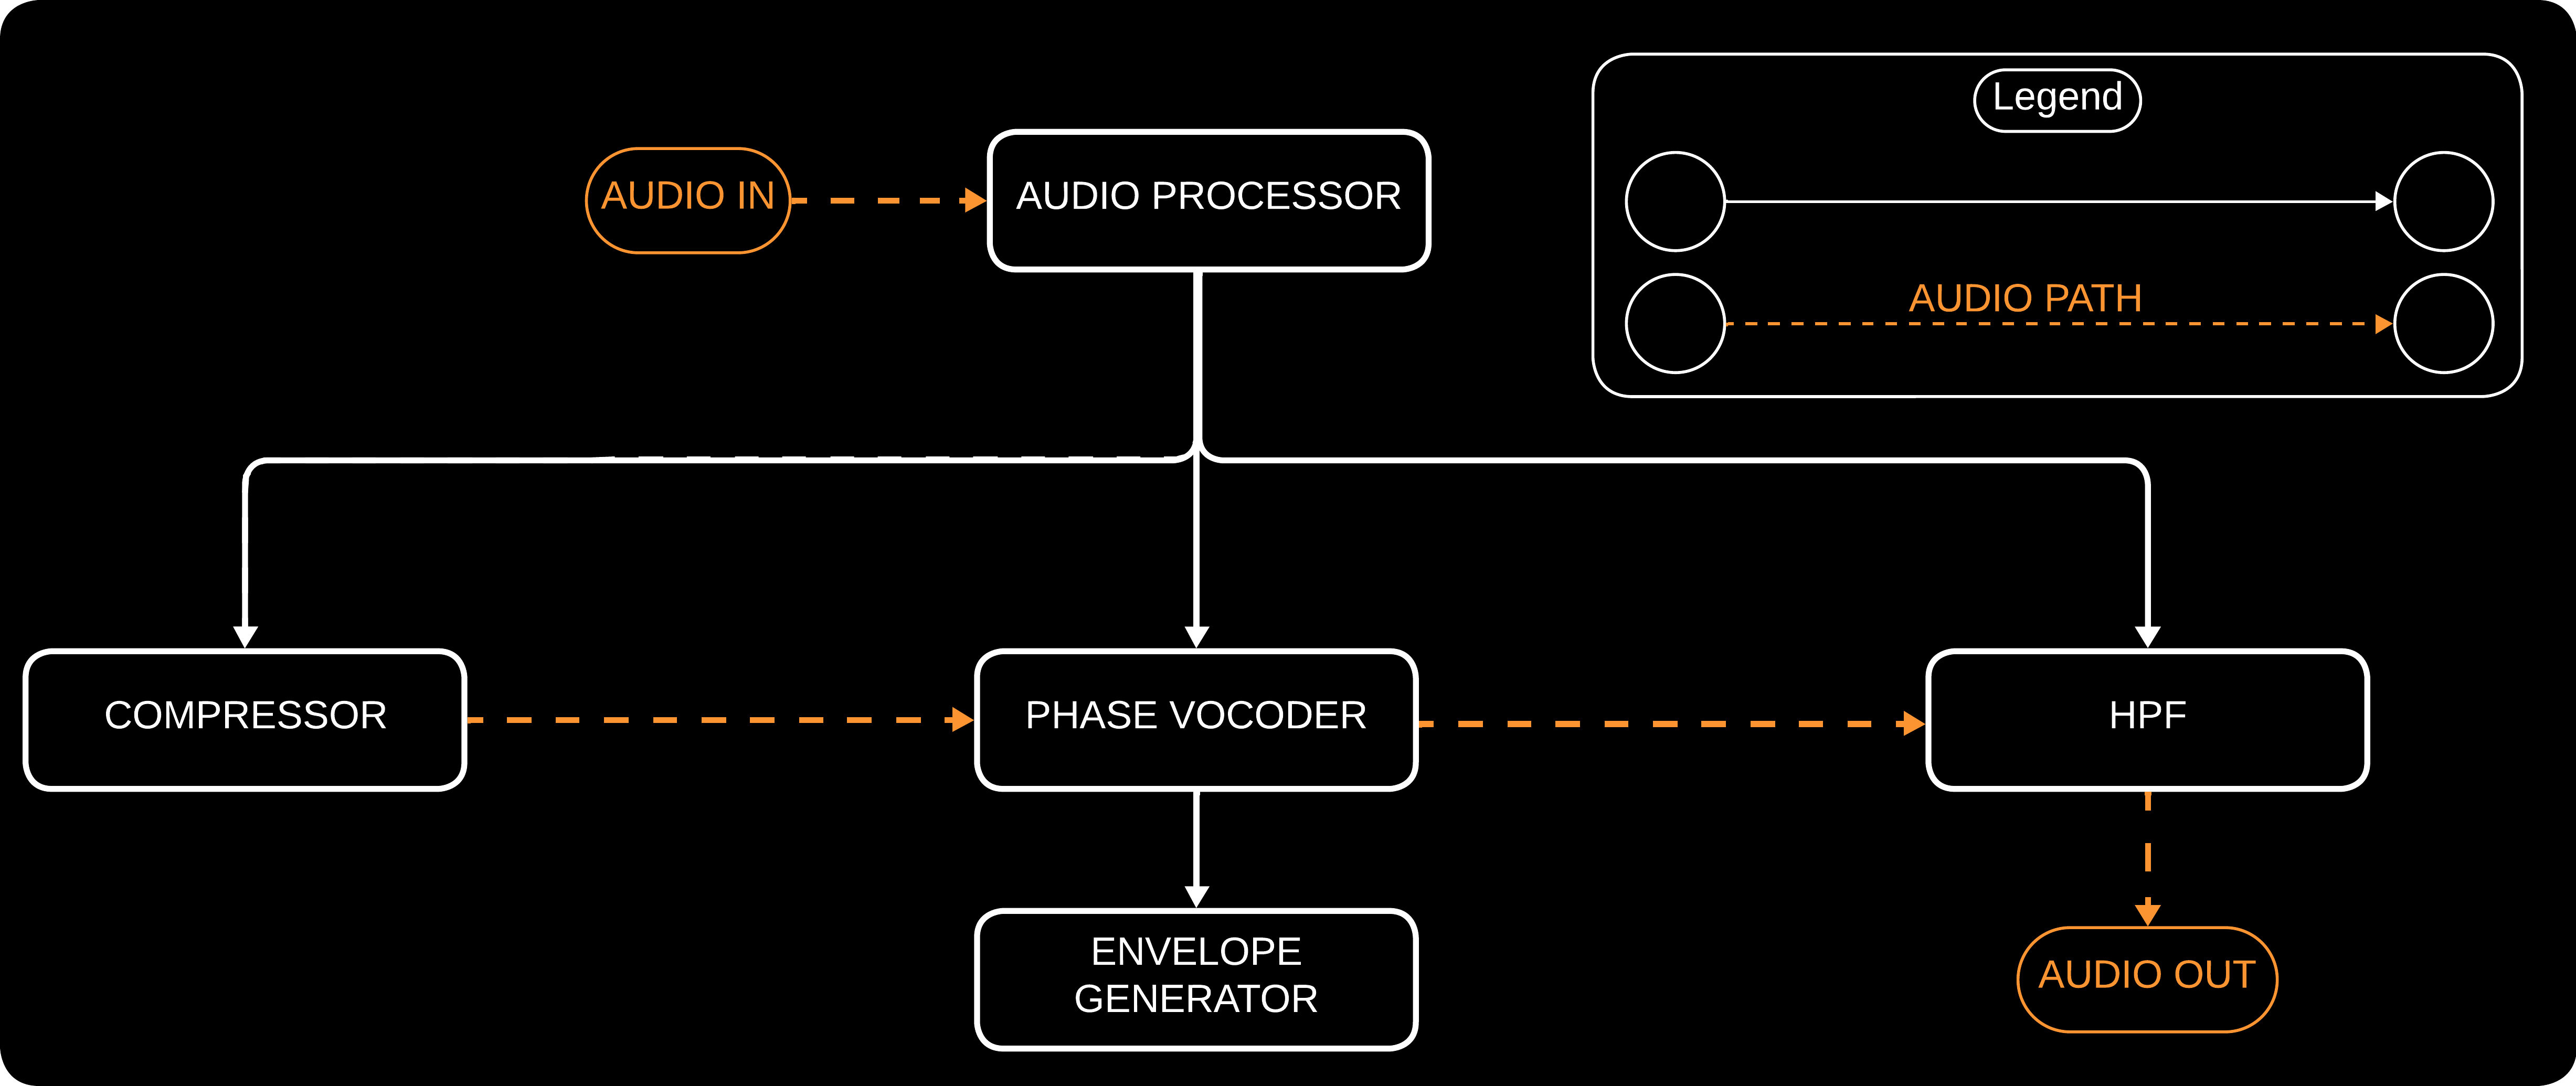 Legend
AUDIO IN
AUDIO PROCESSOR
AUDIO PATH
COMPRESSOR
PHASE VOCODER
HPF
ENVELOPE
GENERATOR
AUDIO OUT